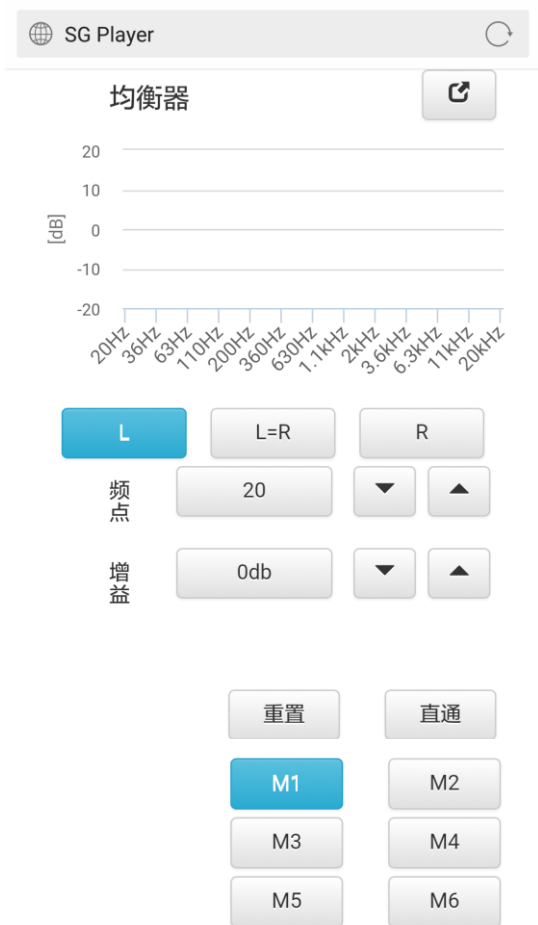 SG Player
均衡器
20
10
[dB]
0
-10
-20
20Hz 36Hz 63Hz 110Hz 200Hz 360Hz 630Hz 1.1kHz 2kHz 3.6kHz 6.3kHz 11kHz 20kHz
L L=R R
频点 20
增益 0db
重置 直通
M1 M2
M3 M4
M5 M6